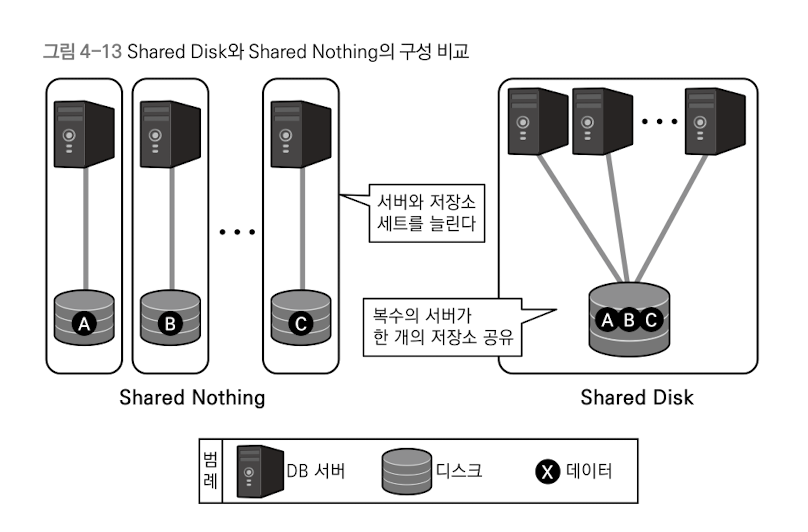 그림 4-13 Shared Disk와 Shared Nothing의 구성 비교
서버와 저장소
세트를 늘린다
A
B
C
복수의 서버가
한 개의 저장소 공유
A B C
Shared Nothing
Shared Disk
범례
DB 서버
디스크
X 데이터